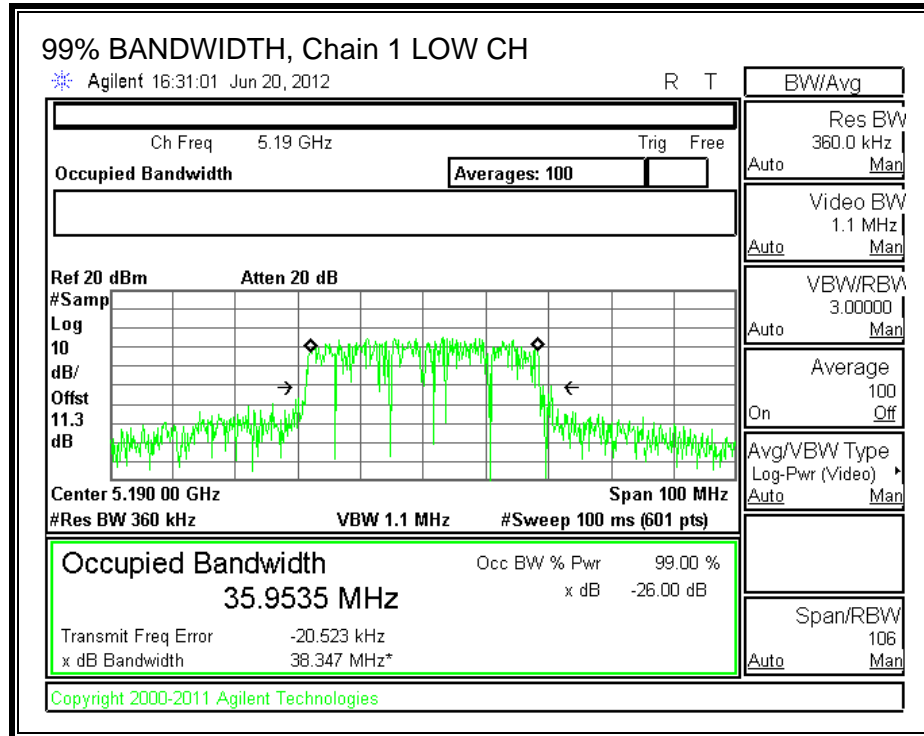 99% BANDWIDTH, Chain 1 LOW CH
Agilent 16:31:01 Jun 20, 2012 R T
Ch Freq 5.19 GHz Trig Free
Occupied Bandwidth Averages: 100
Ref 20 dBm Atten 20 dB
#Samp
Log
10
dB/
Offst
11.3
dB
Center 5.190 00 GHz Span 100 MHz
#Res BW 360 kHz VBW 1.1 MHz #Sweep 100 ms (601 pts)
Occupied Bandwidth Occ BW % Pwr 99.00 %
35.9535 MHz x dB -26.00 dB
Transmit Freq Error -20.523 kHz
x dB Bandwidth 38.347 MHz*
Copyright 2000-2011 Agilent Technologies
BW/Avg
Res BW
360.0 kHz
Auto Man
Video BW
1.1 MHz
Auto Man
VBW/RBW
3.00000
Auto Man
Average
100
On Off
Avg/VBW Type
Log-Pwr (Video)
Auto Man
Span/RBW
106
Auto Man